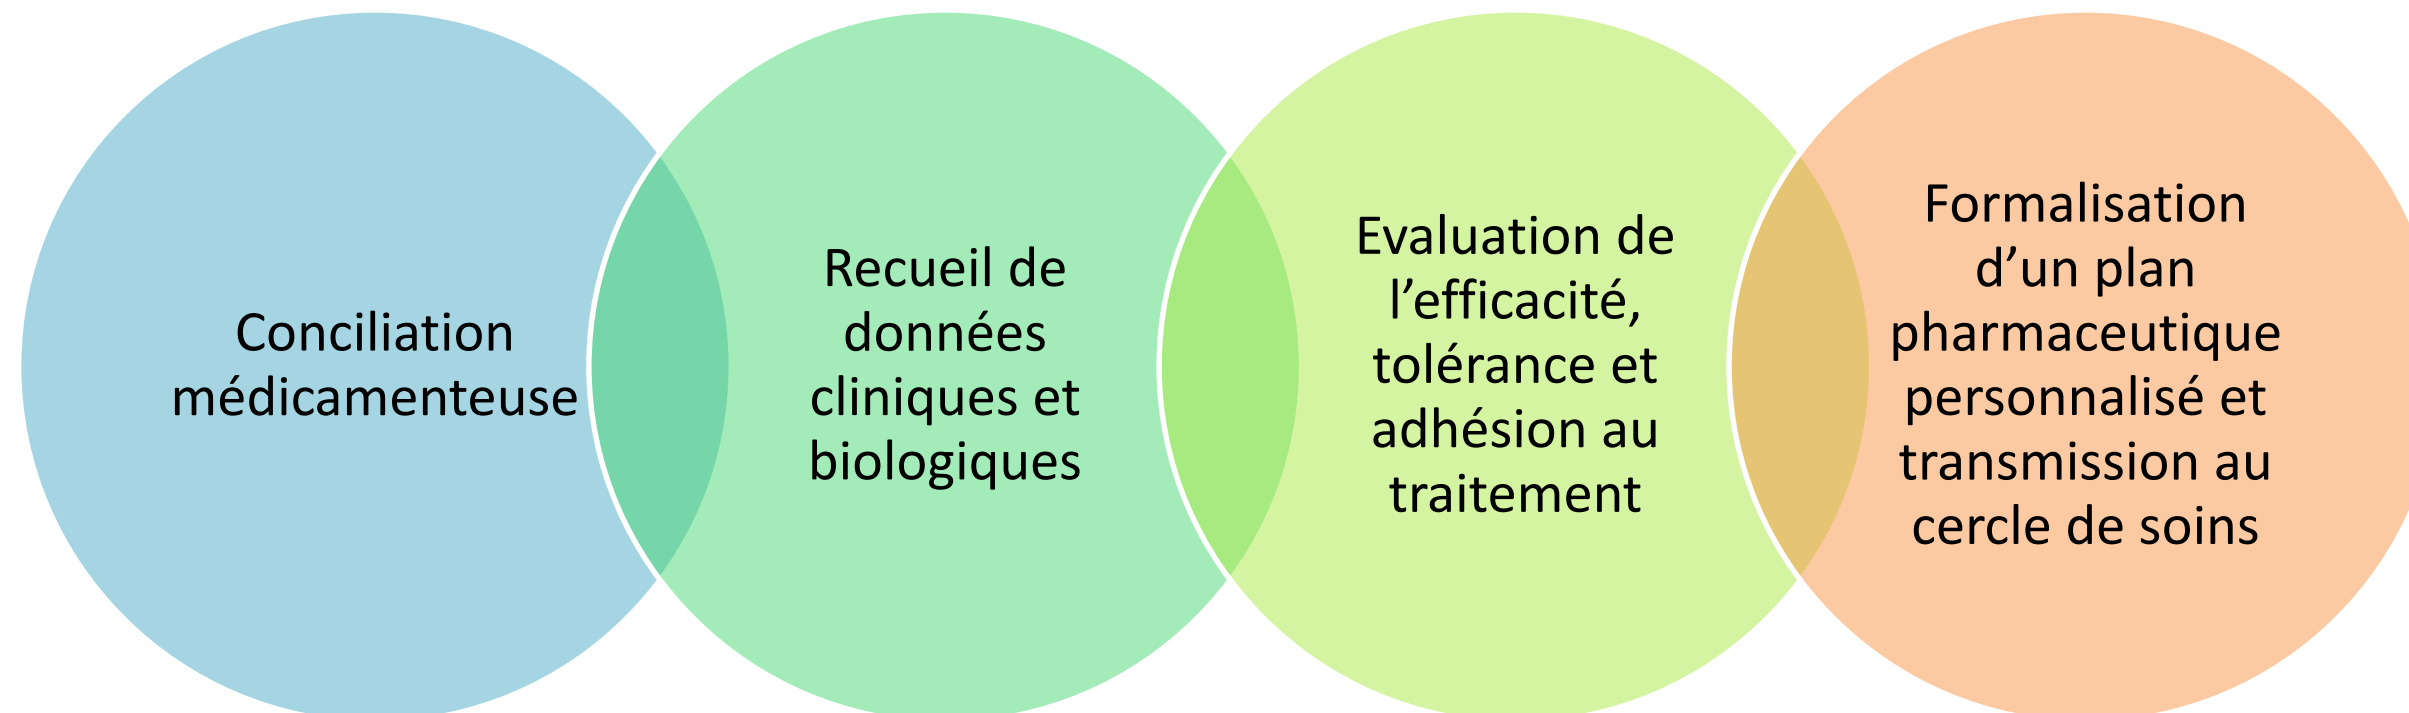 Conciliation
médicamenteuse
Recueil de
données
cliniques et
biologiques
Evaluation de
l’efficacité,
tolérance et
adhésion au
traitement
Formalisation
d’un plan
pharmaceutique
personnalisé et
transmission au
cercle de soins